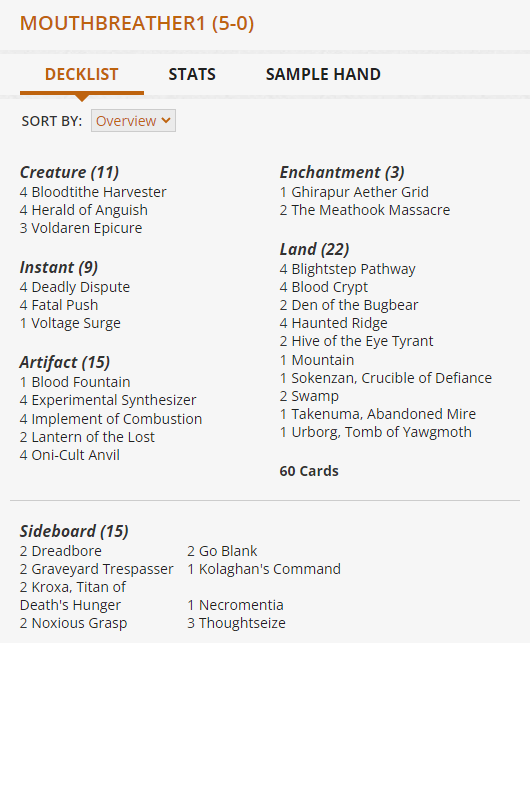 MOUTHBREATHER1 (5-0)
DECKLIST STATS SAMPLE HAND
SORT BY: Overview
Creature (11)
4 Bloodtithe Harvester
4 Herald of Anguish
3 Voldaren Epicure
Instant (9)
4 Deadly Dispute
4 Fatal Push
1 Voltage Surge
Artifact (15)
1 Blood Fountain
4 Experimental Synthesizer
4 Implement of Combustion
2 Lantern of the Lost
4 Oni-Cult Anvil
Enchantment (3)
1 Ghirapur Aether Grid
2 The Meathook Massacre
Land (22)
4 Blightstep Pathway
4 Blood Crypt
2 Den of the Bugbear
4 Haunted Ridge
2 Hive of the Eye Tyrant
1 Mountain
1 Sokenzan, Crucible of Defiance
2 Swamp
1 Takenuma, Abandoned Mire
1 Urborg, Tomb of Yawgmoth
60 Cards
Sideboard (15)
2 Dreadbore
2 Graveyard Trespasser
2 Kroxa, Titan of
Death's Hunger
2 Noxious Grasp
2 Go Blank
1 Kolaghan's Command
1 Necromentia
3 Thoughtseize